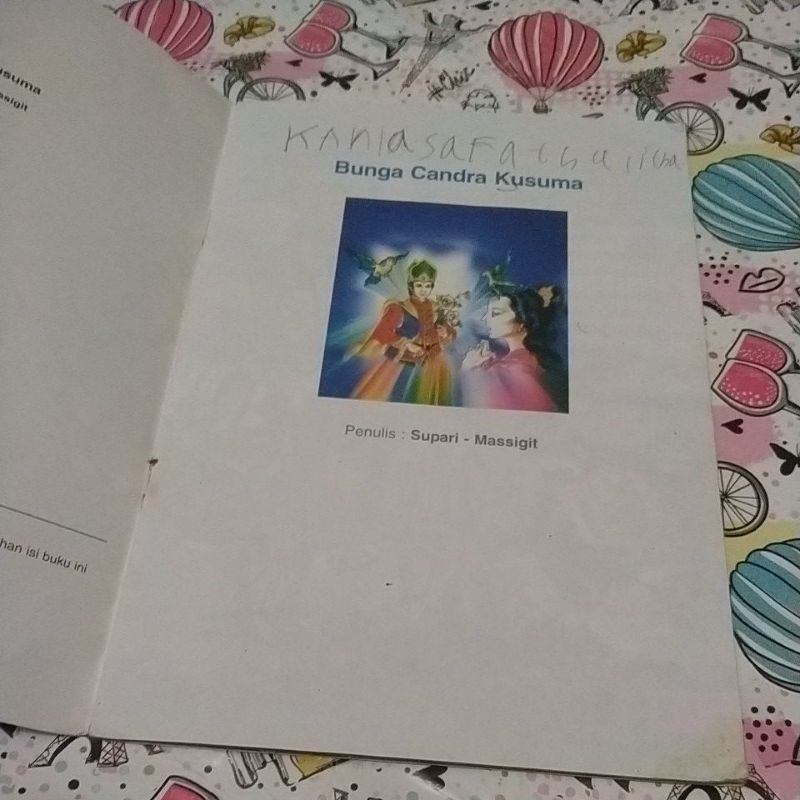 usuma
assigit
han isi buku ini
Bunga Candra Kusuma
Penulis : Supari - Massigit